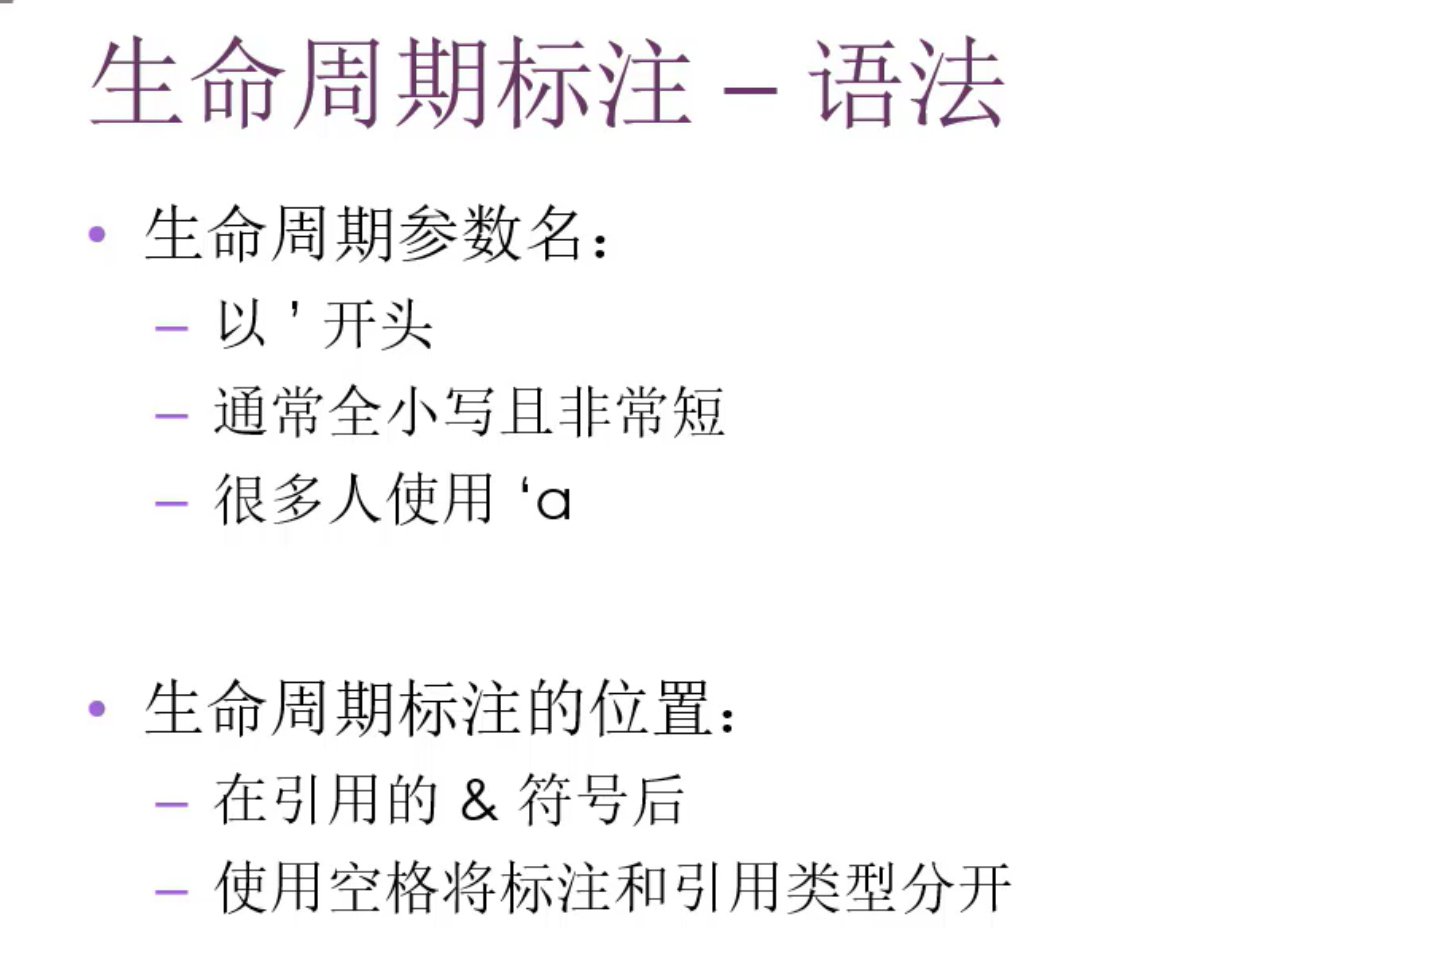 生命周期标注 – 语法
• 生命周期参数名：
– 以 ' 开头
– 通常全小写且非常短
– 很多人使用 ‘a
• 生命周期标注的位置：
– 在引用的 & 符号后
– 使用空格将标注和引用类型分开